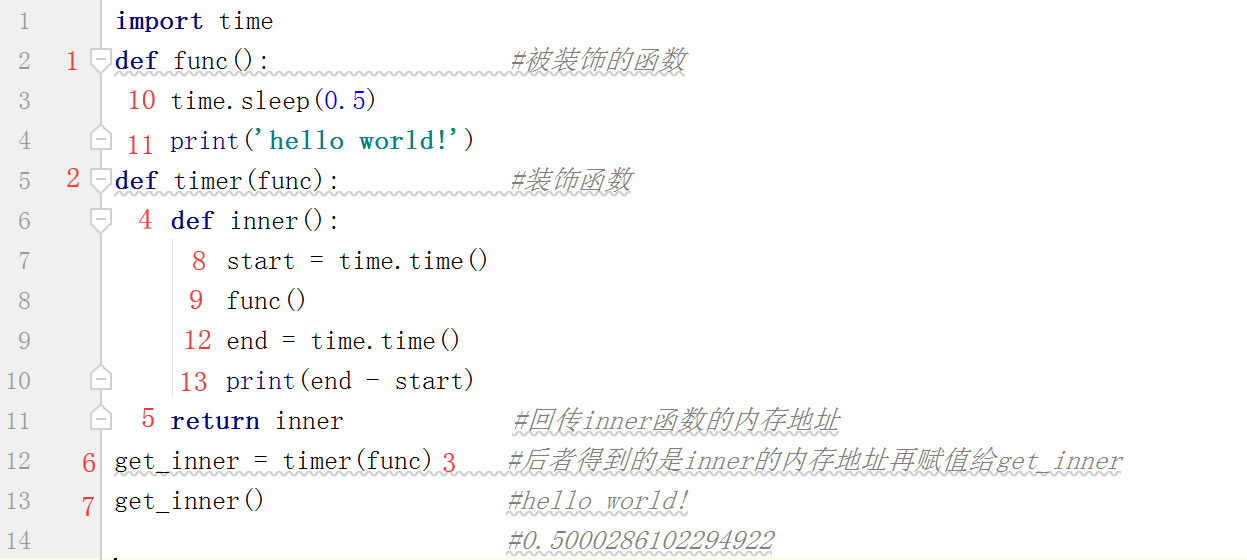 1 import time
2 1 def func(): #被装饰的函数
3 10 time.sleep(0.5)
4 11 print('hello world!')
5 2 def timer(func): #装饰函数
6 4 def inner():
7 8 start = time.time()
8 9 func()
9 12 end = time.time()
10 13 print(end - start)
11 5 return inner #回传inner函数的内存地址
12 6 get_inner = timer(func) 3 #后者得到的是inner的内存地址再赋值给get_inner
13 7 get_inner() #hello world!
14 #0.5000286102294922